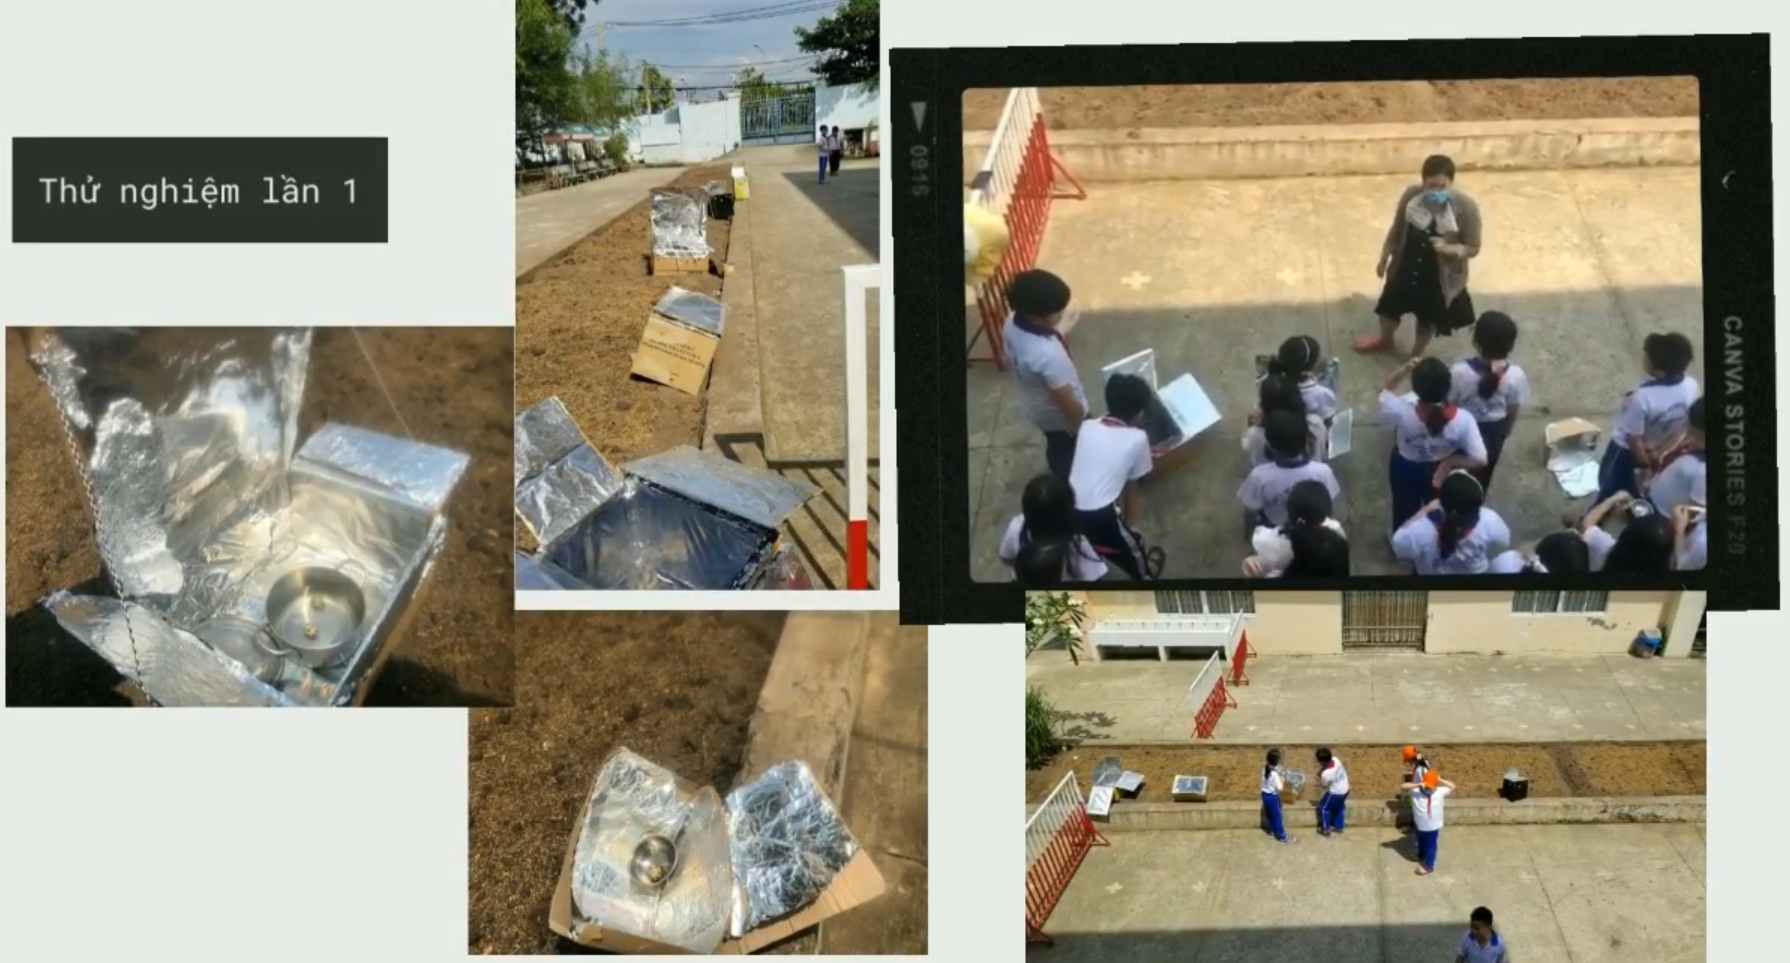 Thử nghiệm lần 1
0916
CANVA STORIES F20